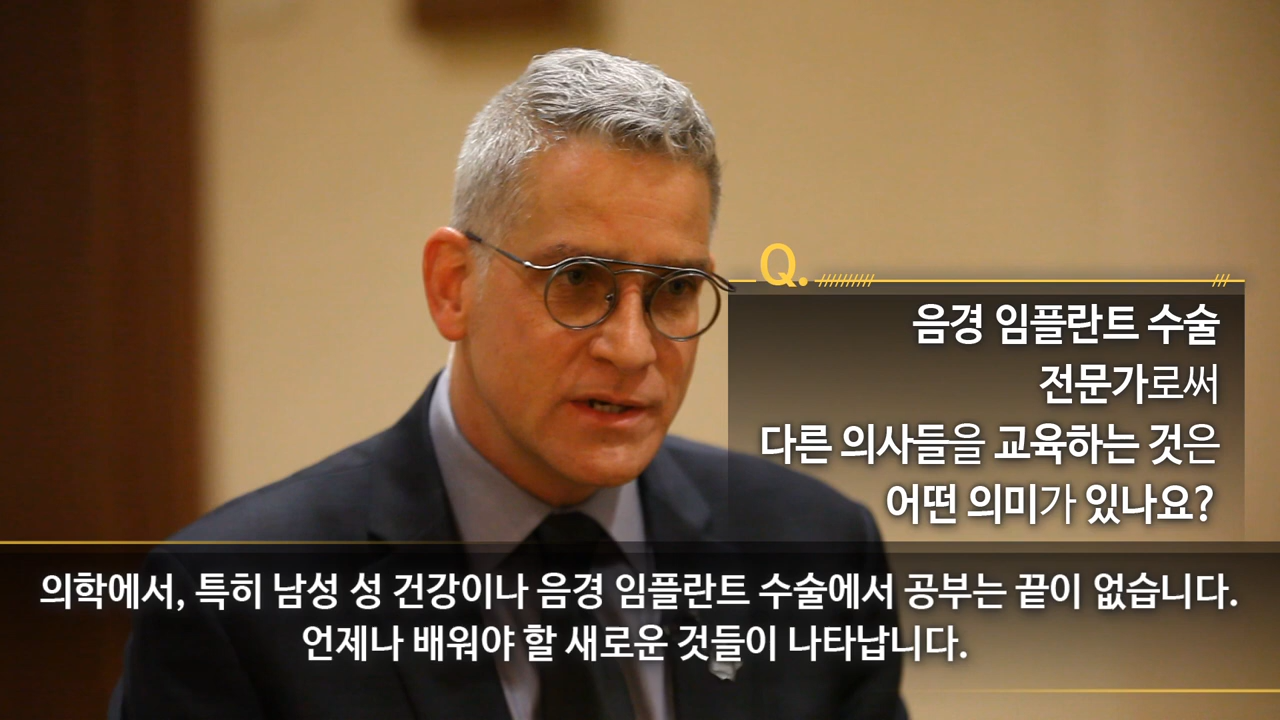 Q.
음경 임플란트 수술
전문가로써
다른 의사들을 교육하는 것은
어떤 의미가 있나요?
의학에서, 특히 남성 성 건강이나 음경 임플란트 수술에서 공부는 끝이 없습니다.
언제나 배워야 할 새로운 것들이 나타납니다.